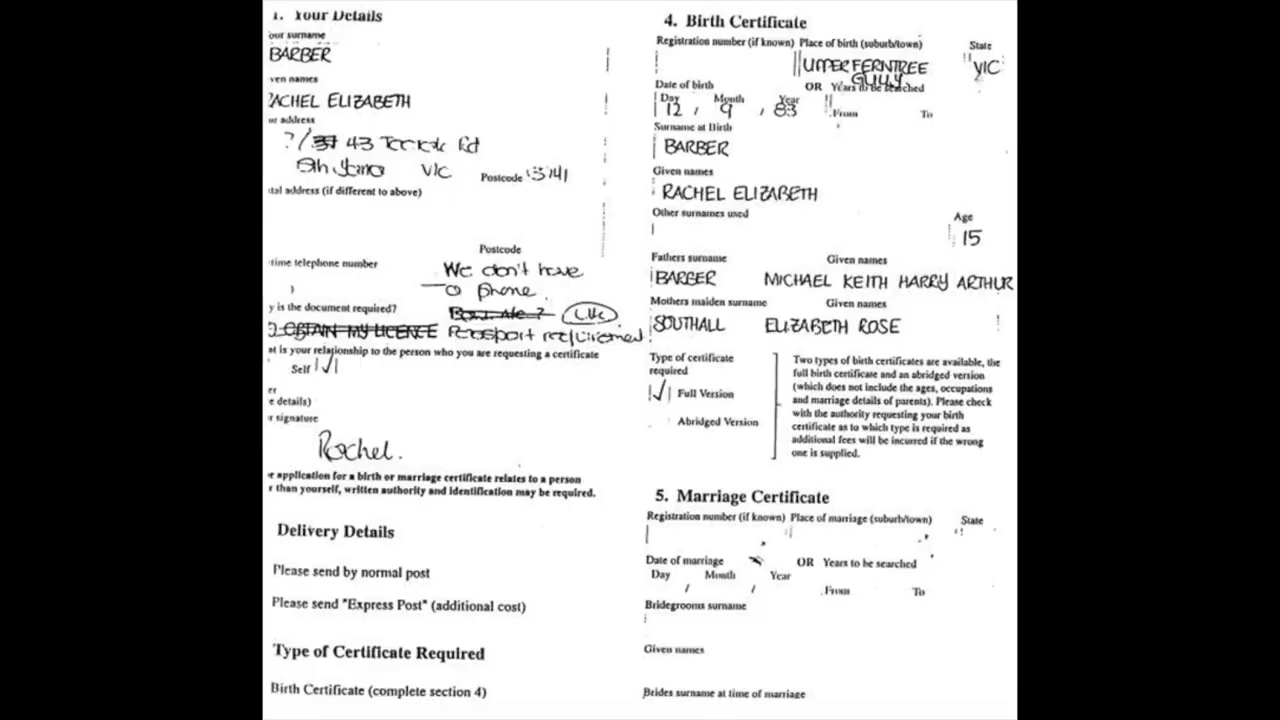 1. Your Details
our surname
BARBER
ven names
RACHEL ELIZABETH
address
?/ 43 Rd
Sth Yarra VIC Postcode 3141
tal address (if different to above)
Postcode
time telephone number
We don't have
a phone.
y is the document required?
O OBTAIN MY LICENCE Passport requirement
at is your relationship to the person who you are requesting a certificate
Self
er
e details)
r signature
Rachel.
e application for a birth or marriage certificate relates to a person
r than yourself, written authority and identification may be required.
Delivery Details
Please send by normal post
Please send "Express Post" (additional cost)
Type of Certificate Required
Birth Certificate (complete section 4)
4. Birth Certificate
Registration number (if known) Place of birth (suburb/town) State
UPPER FERNTREE GULLY VIC
Date of birth OR Years to be searched
Day Month Year From To
12 / 9 / 83
Surname at Birth
BARBER
Given names
RACHEL ELIZABETH
Other surnames used Age
15
Fathers surname Given names
BARBER MICHAEL KEITH HARRY ARTHUR
Mothers maiden surname Given names
SOUTHALL ELIZABETH ROSE
Type of certificate
required
Full Version
Abridged Version
Two types of birth certificates are available, the
full birth certificate and an abridged version
(which does not include the ages, occupations
and marriage details of parents). Please check
with the authority requesting your birth
certificate as to which type is required as
additional fees will be incurred if the wrong
one is supplied.
5. Marriage Certificate
Registration number (if known) Place of marriage (suburb/town) State
Date of marriage OR Years to be searched
Day Month Year From To
/ /
Bridegrooms surname
Given names
Brides surname at time of marriage